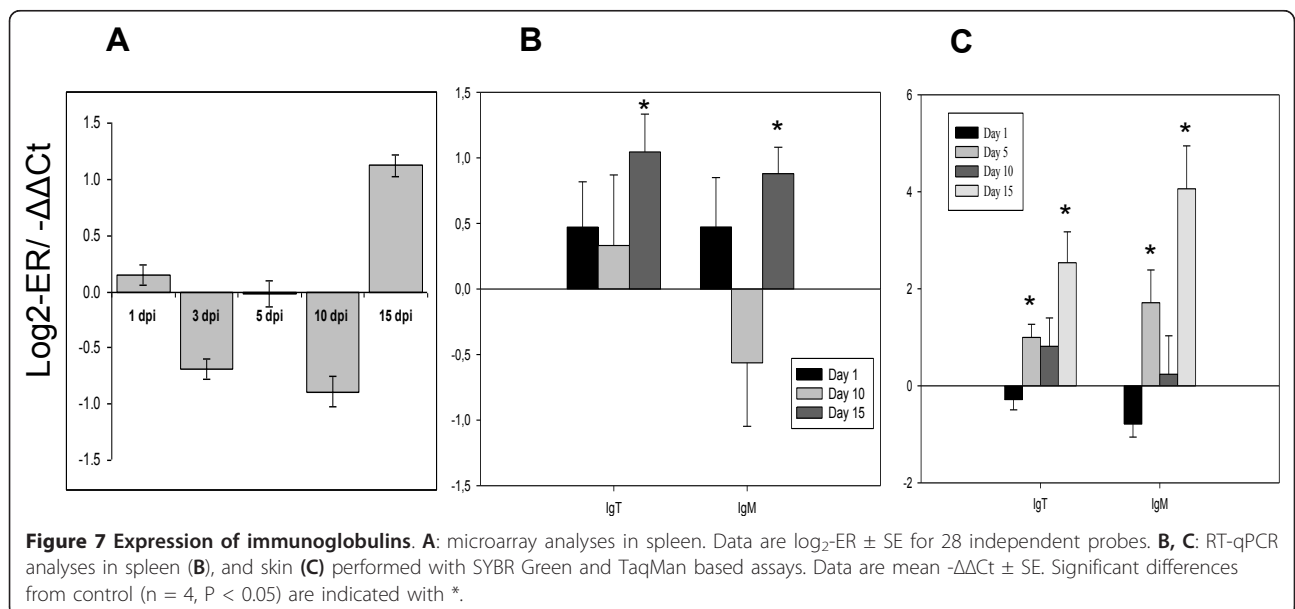 A
B
C
Log2-ER/ -ΔΔCt
1.5
1.0
0.5
0.0
-0.5
-1.0
-1.5
1 dpi
3 dpi
5 dpi
10 dpi
15 dpi
1,5
1,0
0,5
0,0
-0,5
-1,0
-1,5
*
*
Day 1
Day 10
Day 15
IgT
IgM
6
4
2
0
-2
Day 1
Day 5
Day 10
Day 15
*
*
*
*
IgT
IgM
Figure 7 Expression of immunoglobulins. A: microarray analyses in spleen. Data are log₂-ER ± SE for 28 independent probes. B, C: RT-qPCR
analyses in spleen (B), and skin (C) performed with SYBR Green and TaqMan based assays. Data are mean -ΔΔCt ± SE. Significant differences
from control (n = 4, P < 0.05) are indicated with *.